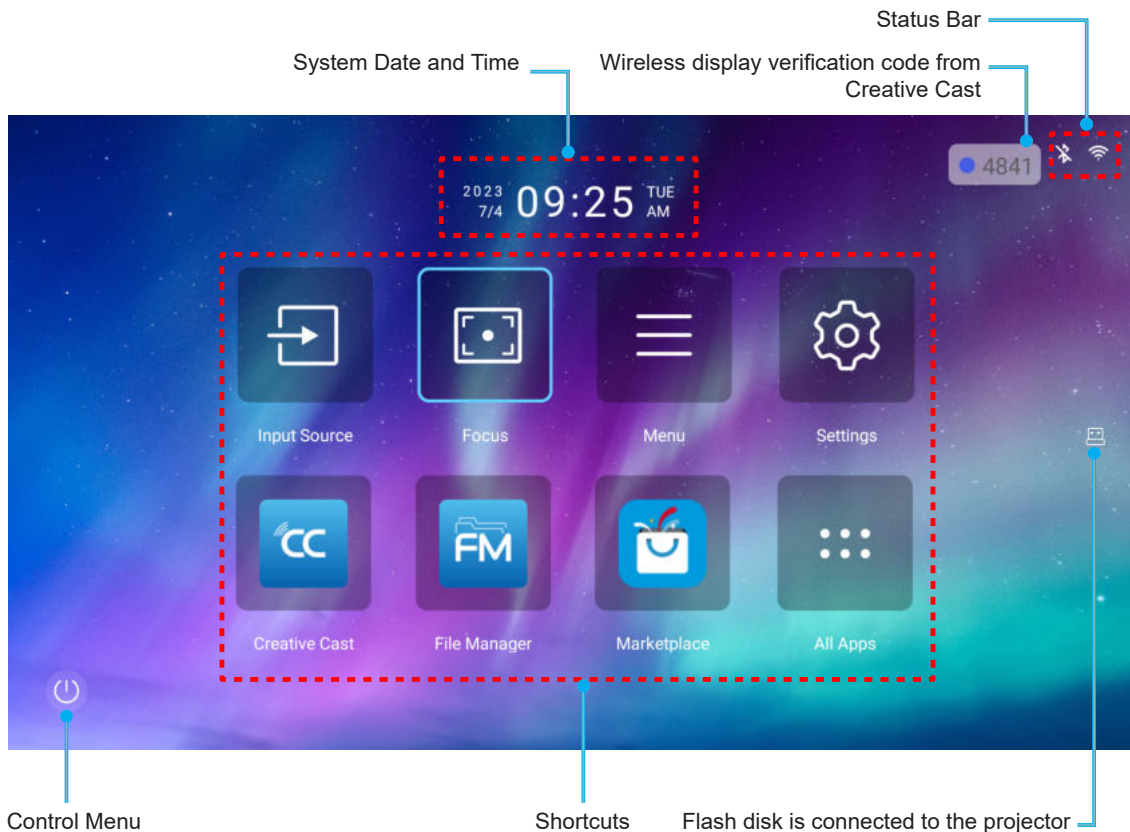 Status Bar
System Date and Time
Wireless display verification code from
Creative Cast
4841
2023
7/4
09:25
TUE
AM
Input Source
Focus
Menu
Settings
CC
FM
Creative Cast
File Manager
Marketplace
All Apps
Control Menu
Shortcuts
Flash disk is connected to the projector